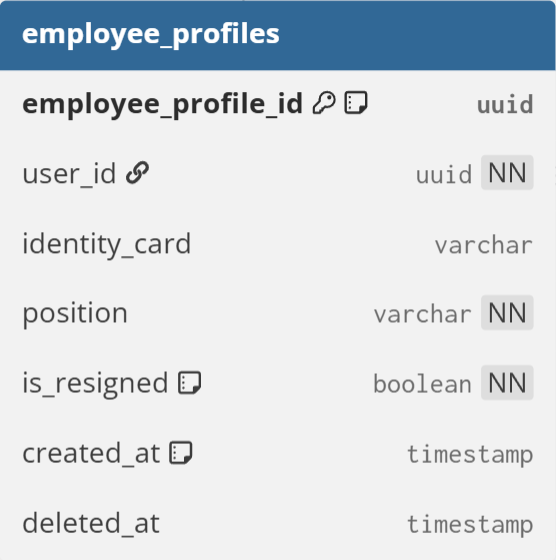 employee_profiles
employee_profile_id uuid
user_id uuid NN
identity_card varchar
position varchar NN
is_resigned boolean NN
created_at timestamp
deleted_at timestamp